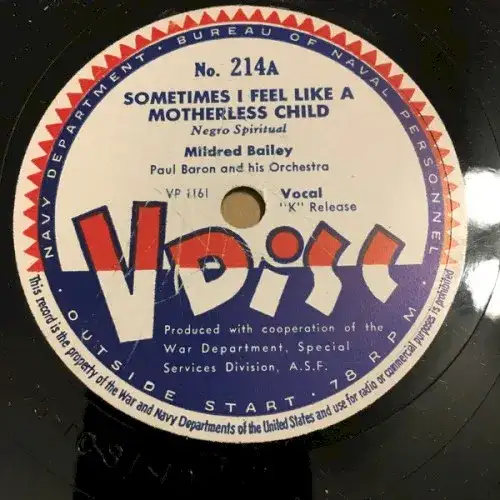 NAVY DEPARTMENT · BUREAU OF NAVAL PERSONNEL
No. 214A
SOMETIMES I FEEL LIKE A
MOTHERLESS CHILD
Negro Spiritual
Mildred Bailey
Paul Baron and his Orchestra
VP 1161 Vocal
"K" Release
V DiSC
Produced with cooperation of the
War Department, Special
Services Division, A.S.F.
OUTSIDE START · 78 RPM
This record is the property of the War and Navy Departments of the United States and use for radio or commercial purposes is prohibited